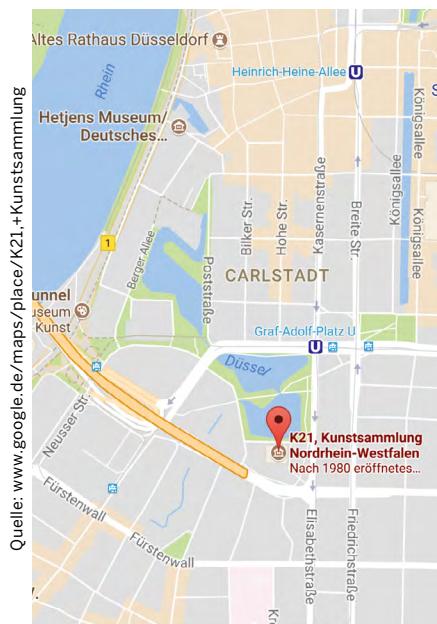 Quelle: www.google.de/maps/place/K21,+Kunstsammlung
Altes Rathaus Düsseldorf
Rhein
Heinrich-Heine-Allee U
Hetjens Museum/
Deutsches…
Königsallee
Königsallee
Königsallee
Kasernenstraße
Breite Str.
Bilker Str.
Hohe Str.
1
Berger Allee
Poststraße
CARLSTADT
unnel
useum
Kunst
Graf-Adolf-Platz U
U
Düssel
Neusser Str.
K21, Kunstsammlung
Nordrhein-Westfalen
Nach 1980 eröffnetes…
Fürstenwall
Fürstenwall
Elisabethstraße
Friedrichstraße